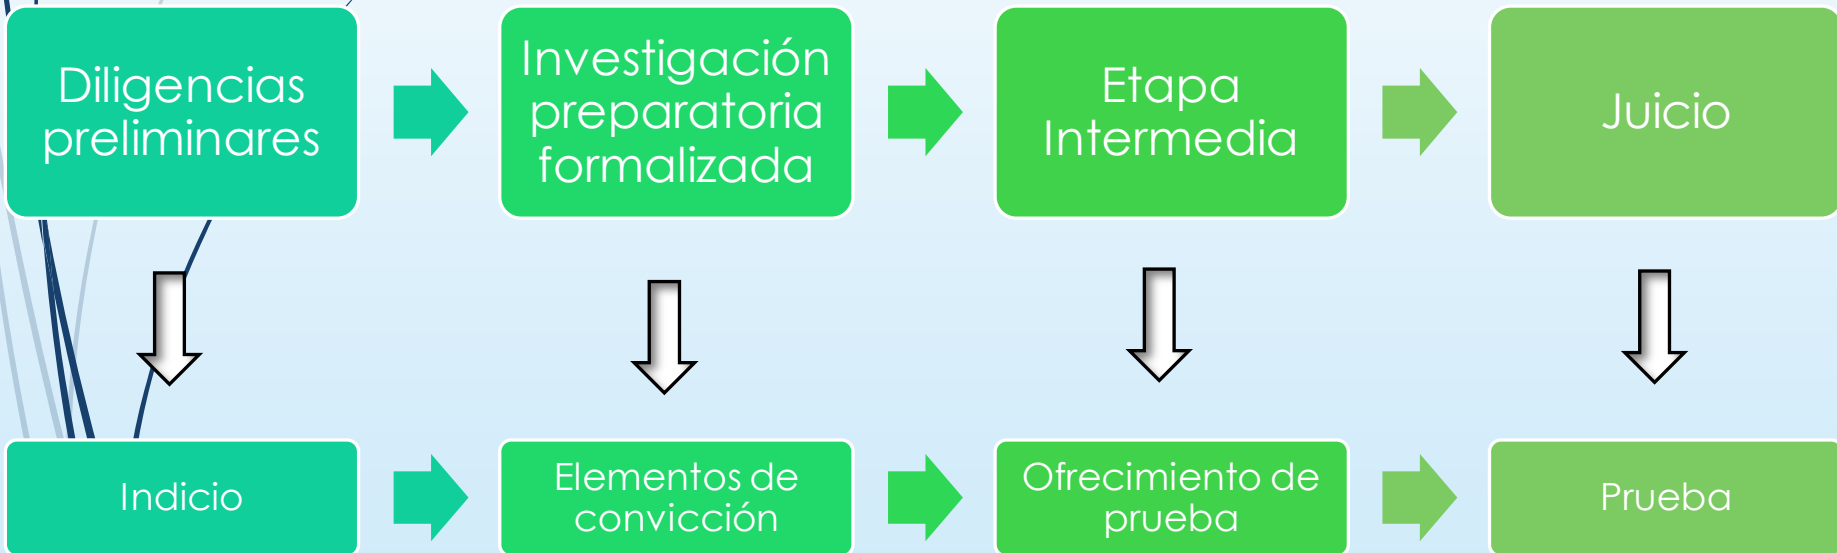 Diligencias
preliminares
Investigación
preparatoria
formalizada
Etapa
Intermedia
Juicio
Indicio
Elementos de
convicción
Ofrecimiento de
prueba
Prueba